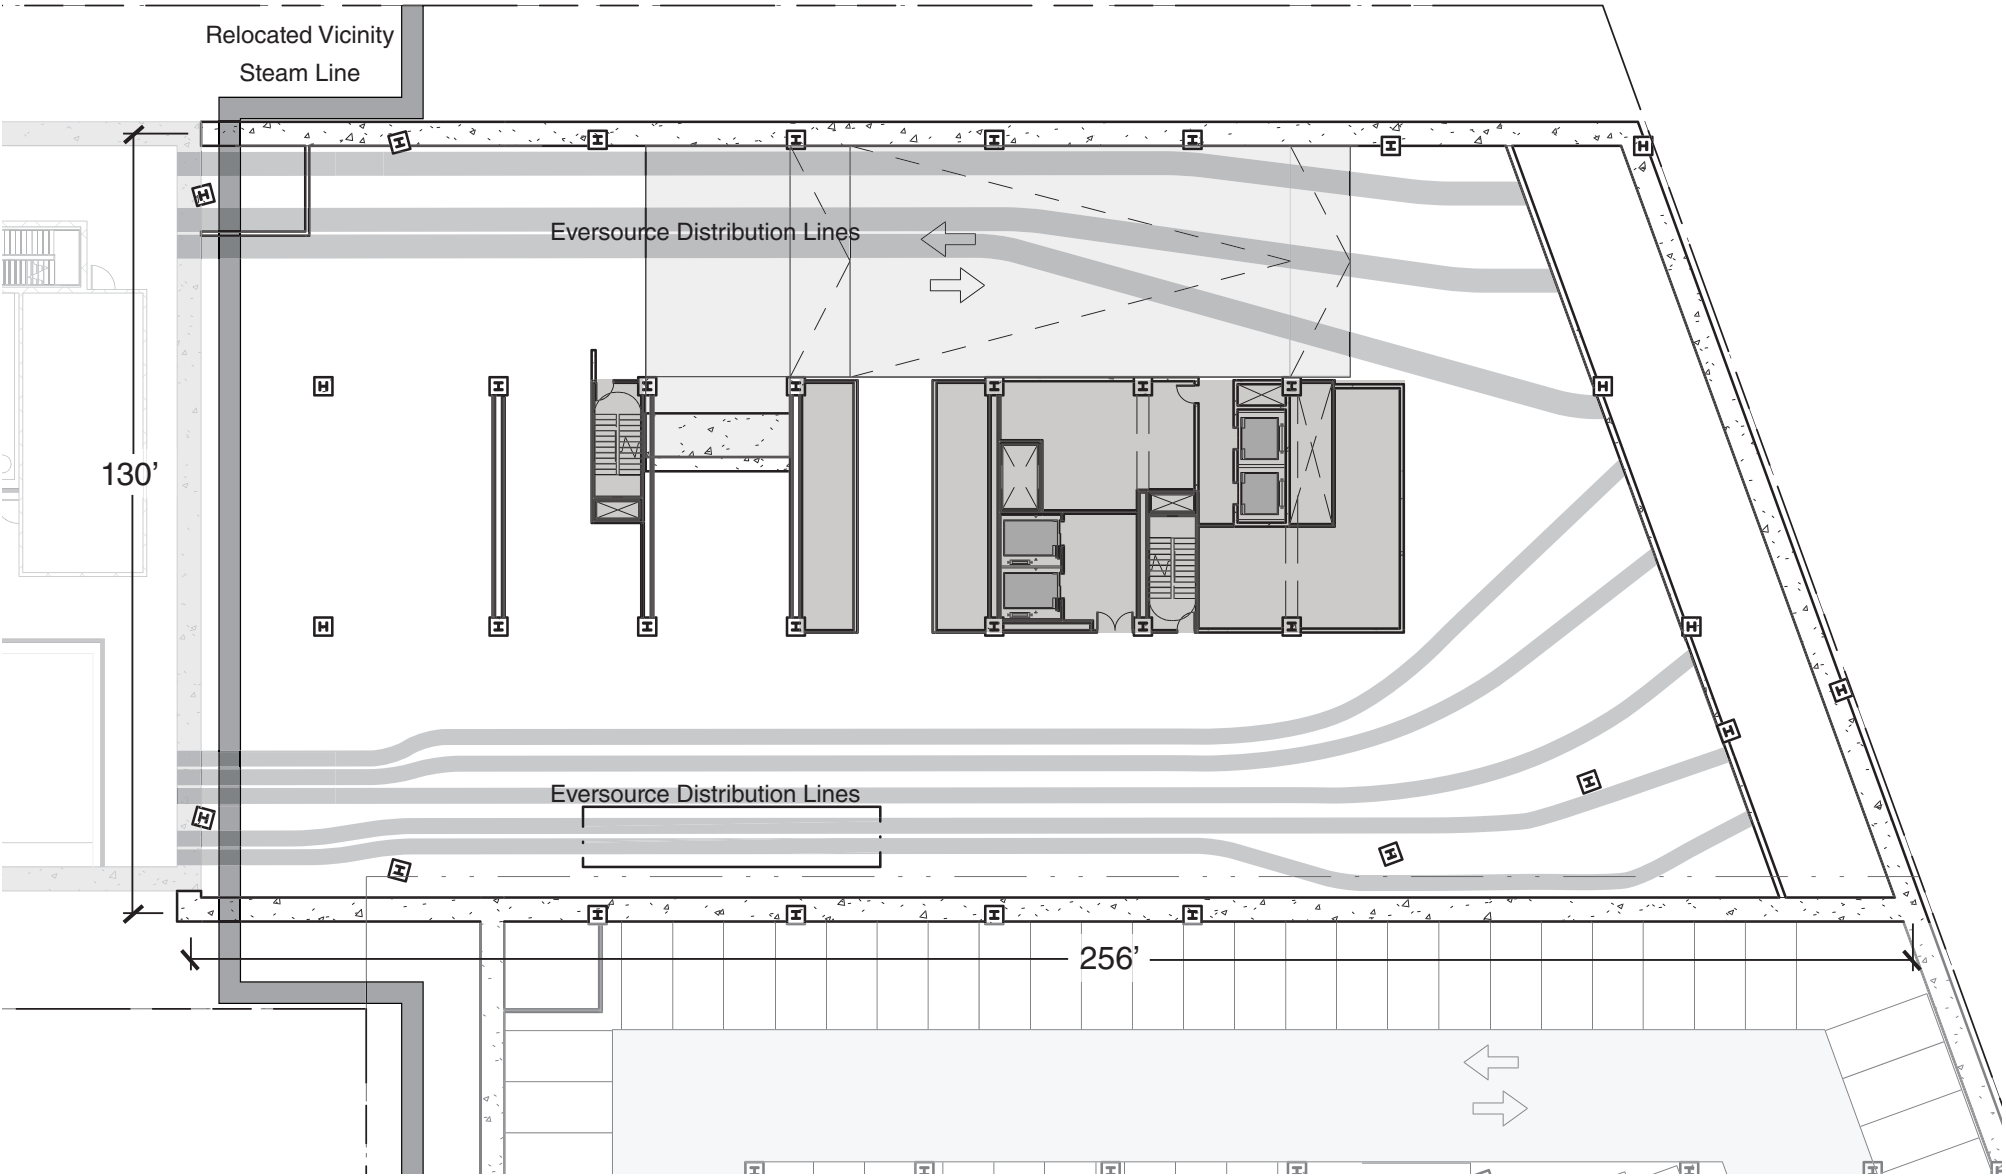 Relocated Vicinity
Steam Line
Eversource Distribution Lines
130’
Eversource Distribution Lines
256’